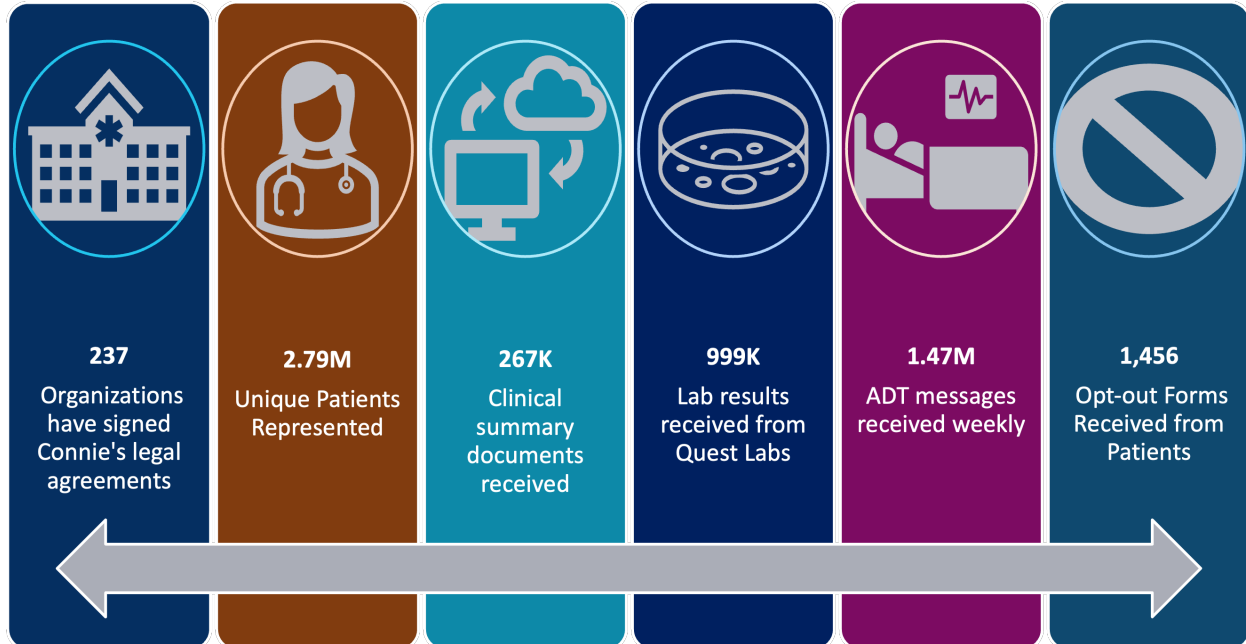 237
Organizations
have signed
Connie's legal
agreements
2.79M
Unique Patients
Represented
267K
Clinical
summary
documents
received
999K
Lab results
received from
Quest Labs
1.47M
ADT messages
received weekly
1,456
Opt-out Forms
Received from
Patients